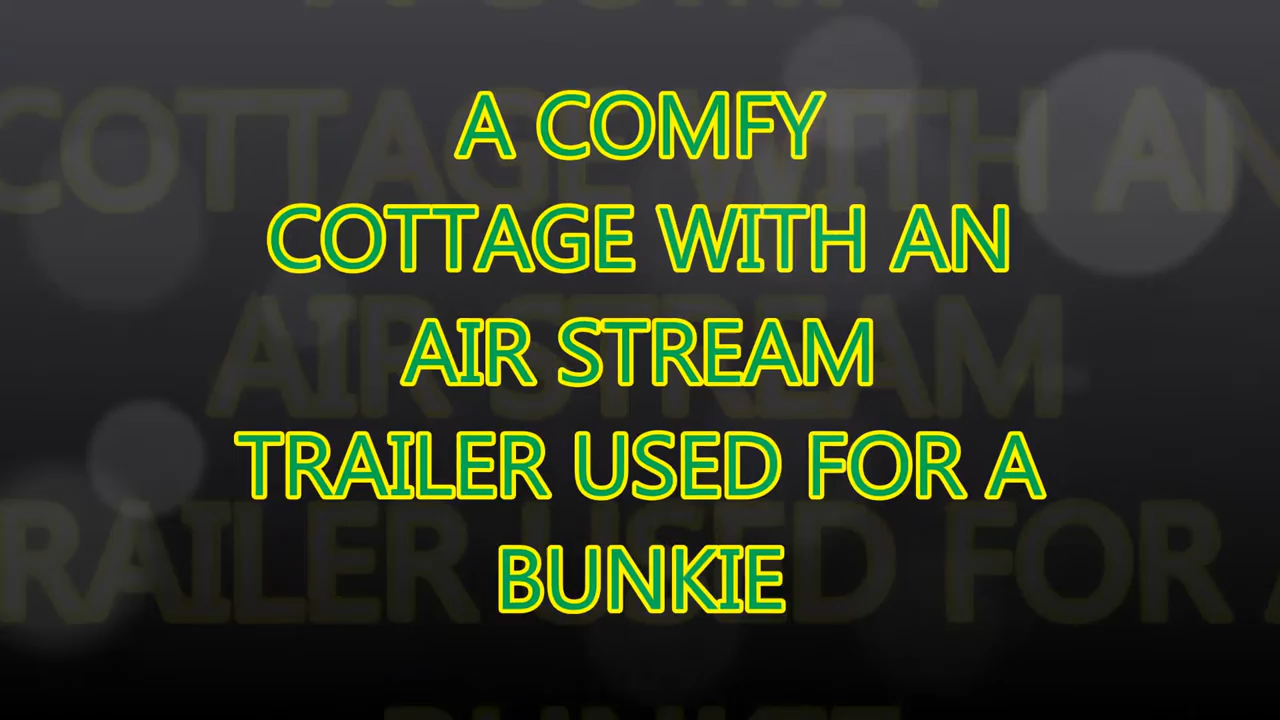 A COMFY
COTTAGE WITH AN
AIR STREAM
TRAILER USED FOR A
BUNKIE